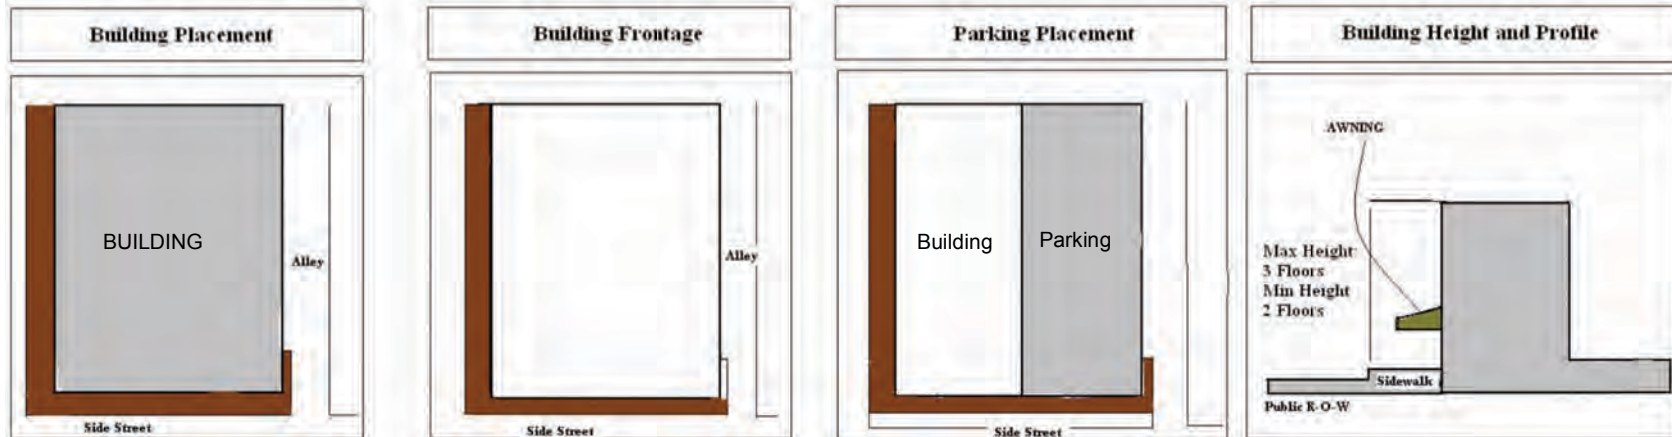 Building Placement
Building Frontage
Parking Placement
Building Height and Profile
BUILDING
Alley
Side Street
Alley
Side Street
Building
Parking
Side Street
AWNING
Max Height
3 Floors
Min Height
2 Floors
Sidewalk
Public R-O-W